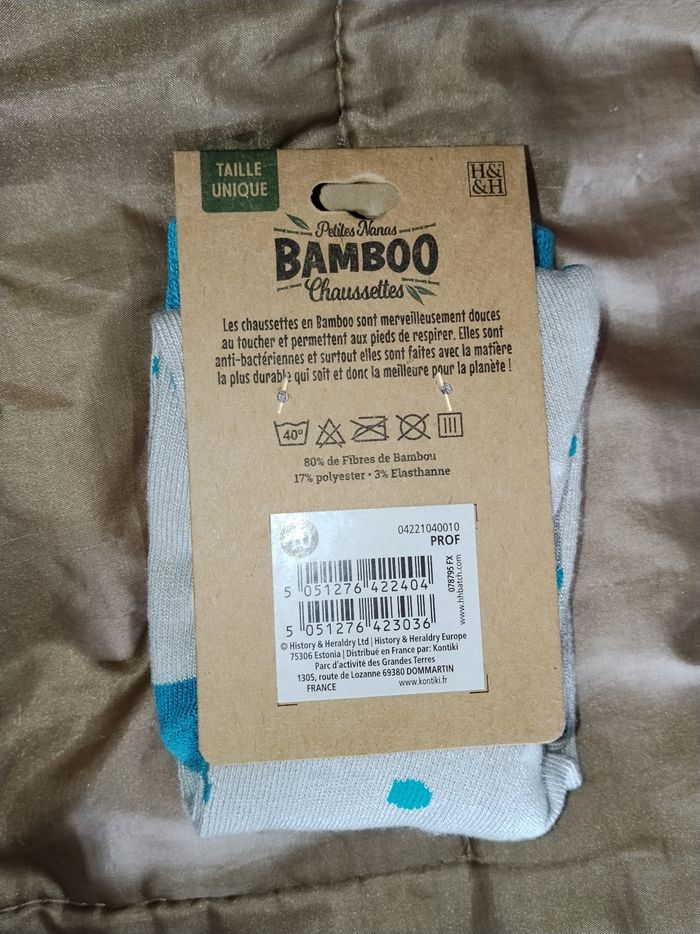 TAILLE
UNIQUE
H&
&H
Petites Nanas
BAMBOO
Chaussettes
Les chaussettes en Bamboo sont merveilleusement douces
au toucher et permettent aux pieds de respirer. Elles sont
anti-bactériennes et surtout elles sont faites avec la matière
la plus durable qui soit et donc la meilleure pour la planète !
40°
80% de Fibres de Bambou
17% polyester • 3% Elasthanne
04221040010
PROF
5 051276 422404
5 051276 423036
078795 FX
www.hhbatch.com
© History & Heraldry Ltd | History & Heraldry Europe
75306 Estonia | Distribué en France par: Kontiki
Parc d'activité des Grandes Terres
1305, route de Lozanne 69380 DOMMARTIN
FRANCE www.kontiki.fr